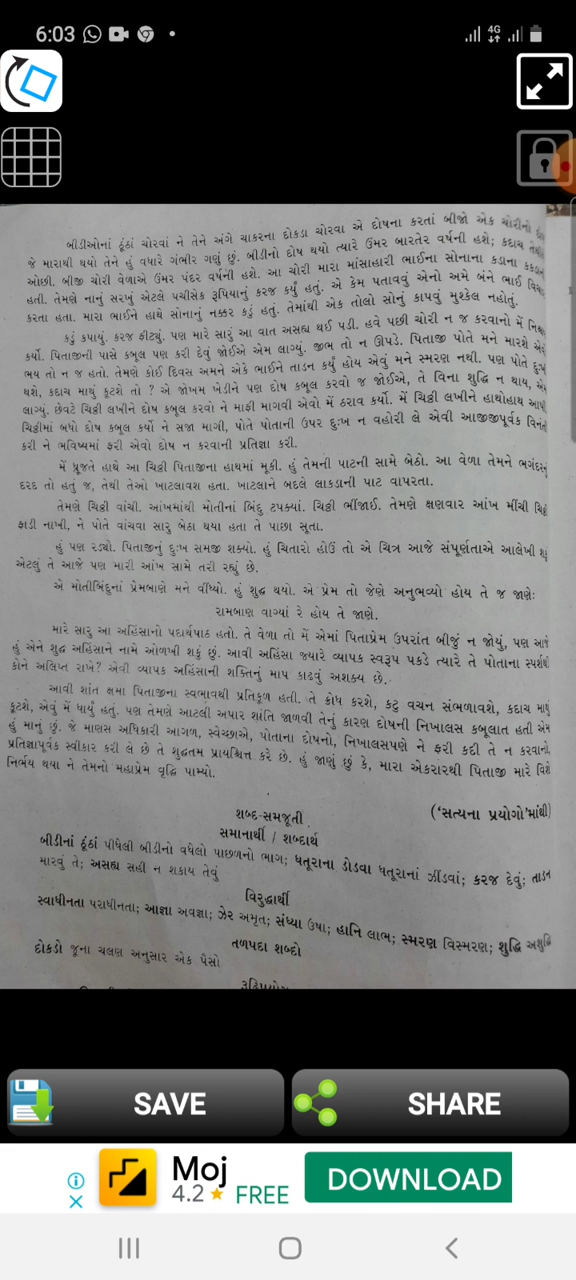 6:03
4G
બીડીઓનાં ઠૂંઠાં ચોરવાં ને તેને અંગે ચાકરના દોકડા ચોરવા એ દોષના કરતાં બીજો એક ચોરીનો
જે મારાથી થયો તેને હું વધારે ગંભીર ગણું છું. બીડીનો દોષ થયો ત્યારે ઉંમર બારતેર વર્ષની હશે; કદાચ તેથી
ઓછી. બીજી ચોરી વેળાએ ઉંમર પંદર વર્ષની હશે. આ ચોરી મારા માંસાહારી ભાઈના સોનાના કડાના
હતી. તેમણે નાનું સરખું એટલે પચીસેક રૂપિયાનું કરજ કર્યું હતું. એ કેમ પતાવવું એનો અમે બંને ભાઈ
કરતા હતા. મારા ભાઈને હાથે સોનાનું નક્કર કડું હતું. તેમાંથી એક તોલો સોનું કાપવું મુશ્કેલ નહોતું.
કડું કપાયું. કરજ ફીટ્યું. પણ મારે સારું આ વાત અસહ્ય થઈ પડી. હવે પછી ચોરી ન જ કરવાનો મેં
કર્યો. પિતાજીની પાસે કબૂલ પણ કરી દેવું જોઈએ એમ લાગ્યું. જીભ તો ન ઊપડે. પિતાજી પોતે મને મારશે
ભય તો ન જ હતો. તેમણે કોઈ દિવસ અમને એકે ભાઈને તાડન કર્યું હોય એવું મને સ્મરણ નથી. પણ પોતે
થશે, કદાચ માથું કૂટશે તો ? એ જોખમ ખેડીને પણ દોષ કબૂલ કરવો જ જોઈએ, તે વિના શુદ્ધિ ન થાય,
લાગ્યું. છેવટે ચિઠ્ઠી લખીને દોષ કબૂલ કરવો ને માફી માગવી એવો મેં ઠરાવ કર્યો. મેં ચિઠ્ઠી લખીને હાથોહાથ આપી
ચિઠ્ઠીમાં બધો દોષ કબૂલ કર્યો ને સજા માગી, પોતે પોતાની ઉપર દુઃખ ન વહોરી લે એવી આજીજીપૂર્વક વિનંતી
કરી ને ભવિષ્યમાં ફરી એવો દોષ ન કરવાની પ્રતિજ્ઞા કરી.
મેં ધ્રૂજતે હાથે આ ચિઠ્ઠી પિતાજીના હાથમાં મૂકી. હું તેમની પાટની સામે બેઠો. આ વેળા તેમને ભગંદરનું
દરદ તો હતું જ, તેથી તેઓ ખાટલાવશ હતા. ખાટલાને બદલે લાકડાની પાટ વાપરતા.
તેમણે ચિઠ્ઠી વાંચી. આંખમાંથી મોતીનાં બિંદુ ટપક્યાં. ચિઠ્ઠી ભીંજાઈ. તેમણે ક્ષણવાર આંખ મીંચી ચિઠ્ઠી
ફાડી નાખી, ને પોતે વાંચવા સારુ બેઠા થયા હતા તે પાછા સૂતા.
હું પણ રડ્યો. પિતાજીનું દુઃખ સમજી શક્યો. હું ચિતારો હોઉં તો એ ચિત્ર આજે સંપૂર્ણતાએ આલેખી શકું
એટલું તે આજે પણ મારી આંખ સામે તરી રહ્યું છે.
એ મોતીબિંદુનાં પ્રેમબાણે મને વીંધ્યો. હું શુદ્ધ થયો. એ પ્રેમ તો જેણે અનુભવ્યો હોય તે જ જાણેઃ
રામબાણ વાગ્યાં રે હોય તે જાણે.
મારે સારુ આ અહિંસાનો પદાર્થપાઠ હતો. તે વેળા તો મેં એમાં પિતાપ્રેમ ઉપરાંત બીજું ન જોયું, પણ આજે
હું એને શુદ્ધ અહિંસાને નામે ઓળખી શકું છું. આવી અહિંસા જ્યારે વ્યાપક સ્વરૂપ પકડે ત્યારે તે પોતાના સ્પર્શથી
કોને અલિપ્ત રાખે? એવી વ્યાપક અહિંસાની શક્તિનું માપ કાઢવું અશક્ય છે.
આવી શાંત ક્ષમા પિતાજીના સ્વભાવથી પ્રતિકૂળ હતી. તે ક્રોધ કરશે, કટુ વચન સંભળાવશે, કદાચ માથું
કૂટશે, એવું મેં ધાર્યું હતું. પણ તેમણે આટલી અપાર શાંતિ જાળવી તેનું કારણ દોષની નિખાલસ કબૂલાત હતી એમ
હું માનું છું. જે માણસ અધિકારી આગળ, સ્વેચ્છાએ, પોતાના દોષનો, નિખાલસપણે ને ફરી કદી તે ન કરવાનો,
પ્રતિજ્ઞાપૂર્વક સ્વીકાર કરી લે છે તે શુદ્ધતમ પ્રાયશ્ચિત્ત કરે છે. હું જાણું છું કે, મારા એકરારથી પિતાજી મારે વિશે
નિર્ભય થયા ને તેમનો મહાપ્રેમ વૃદ્ધિ પામ્યો.
('સત્યના પ્રયોગો'માંથી)
શબ્દ-સમજૂતી
સમાનાર્થી / શબ્દાર્થ
બીડીનાં ઠૂંઠાં પીધેલી બીડીનો વધેલો પાછળનો ભાગ; ધતૂરાના ડોડવા ધતૂરાનાં ઝીંડવાં; કરજ દેવું; તાડન
મારવું તે; અસહ્ય સહી ન શકાય તેવું
વિરુદ્ધાર્થી
સ્વાધીનતા પરાધીનતા; આજ્ઞા અવજ્ઞા; ઝેર અમૃત; સંધ્યા ઉષા; હાનિ લાભ; સ્મરણ વિસ્મરણ; શુદ્ધિ અશુદ્ધિ
તળપદા શબ્દો
દોકડો જૂના ચલણ અનુસાર એક પૈસો
SAVE
SHARE
Moj
4.2 FREE
DOWNLOAD